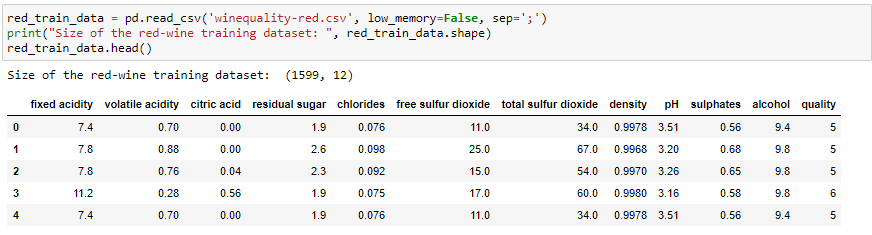 red_train_data = pd.read_csv('winequality-red.csv', low_memory=False, sep=';')
print("Size of the red-wine training dataset: ", red_train_data.shape)
red_train_data.head()
Size of the red-wine training dataset:  (1599, 12)
fixed acidity volatile acidity citric acid residual sugar chlorides free sulfur dioxide total sulfur dioxide density pH sulphates alcohol quality
0 7.4 0.70 0.00 1.9 0.076 11.0 34.0 0.9978 3.51 0.56 9.4 5
1 7.8 0.88 0.00 2.6 0.098 25.0 67.0 0.9968 3.20 0.68 9.8 5
2 7.8 0.76 0.04 2.3 0.092 15.0 54.0 0.9970 3.26 0.65 9.8 5
3 11.2 0.28 0.56 1.9 0.075 17.0 60.0 0.9980 3.16 0.58 9.8 6
4 7.4 0.70 0.00 1.9 0.076 11.0 34.0 0.9978 3.51 0.56 9.4 5